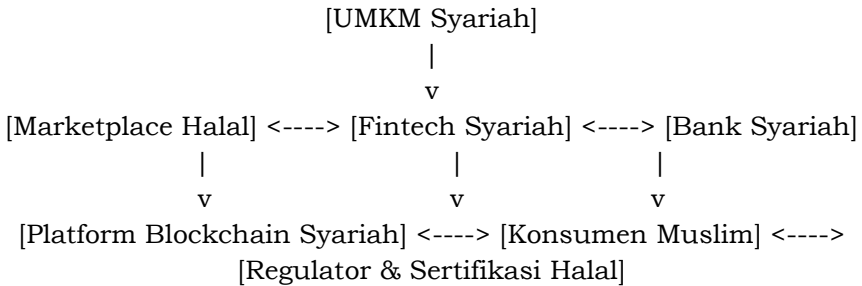 [UMKM Syariah]
|
v
[Marketplace Halal] <----> [Fintech Syariah] <----> [Bank Syariah]
| | |
v v v
[Platform Blockchain Syariah] <----> [Konsumen Muslim] <---->
[Regulator & Sertifikasi Halal]